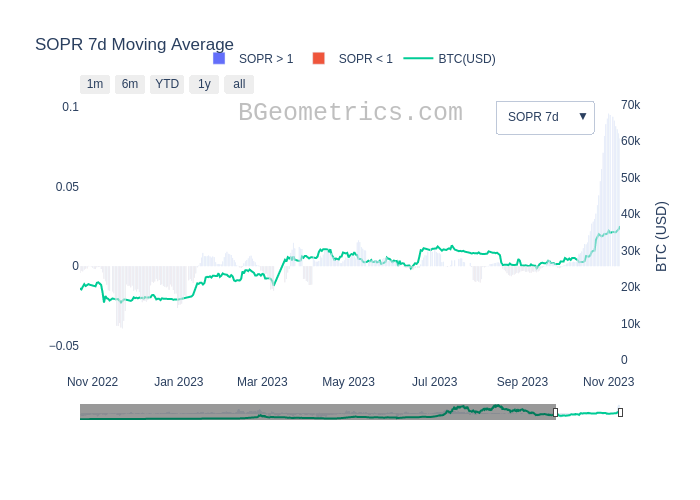 SOPR 7d Moving Average
SOPR > 1
SOPR < 1
BTC(USD)
1m 6m YTD 1y all
BGeometrics.com
SOPR 7d ▼
0.1
0.05
0
−0.05
70k
60k
50k
40k
30k
20k
10k
0
BTC (USD)
Nov 2022 Jan 2023 Mar 2023 May 2023 Jul 2023 Sep 2023 Nov 2023